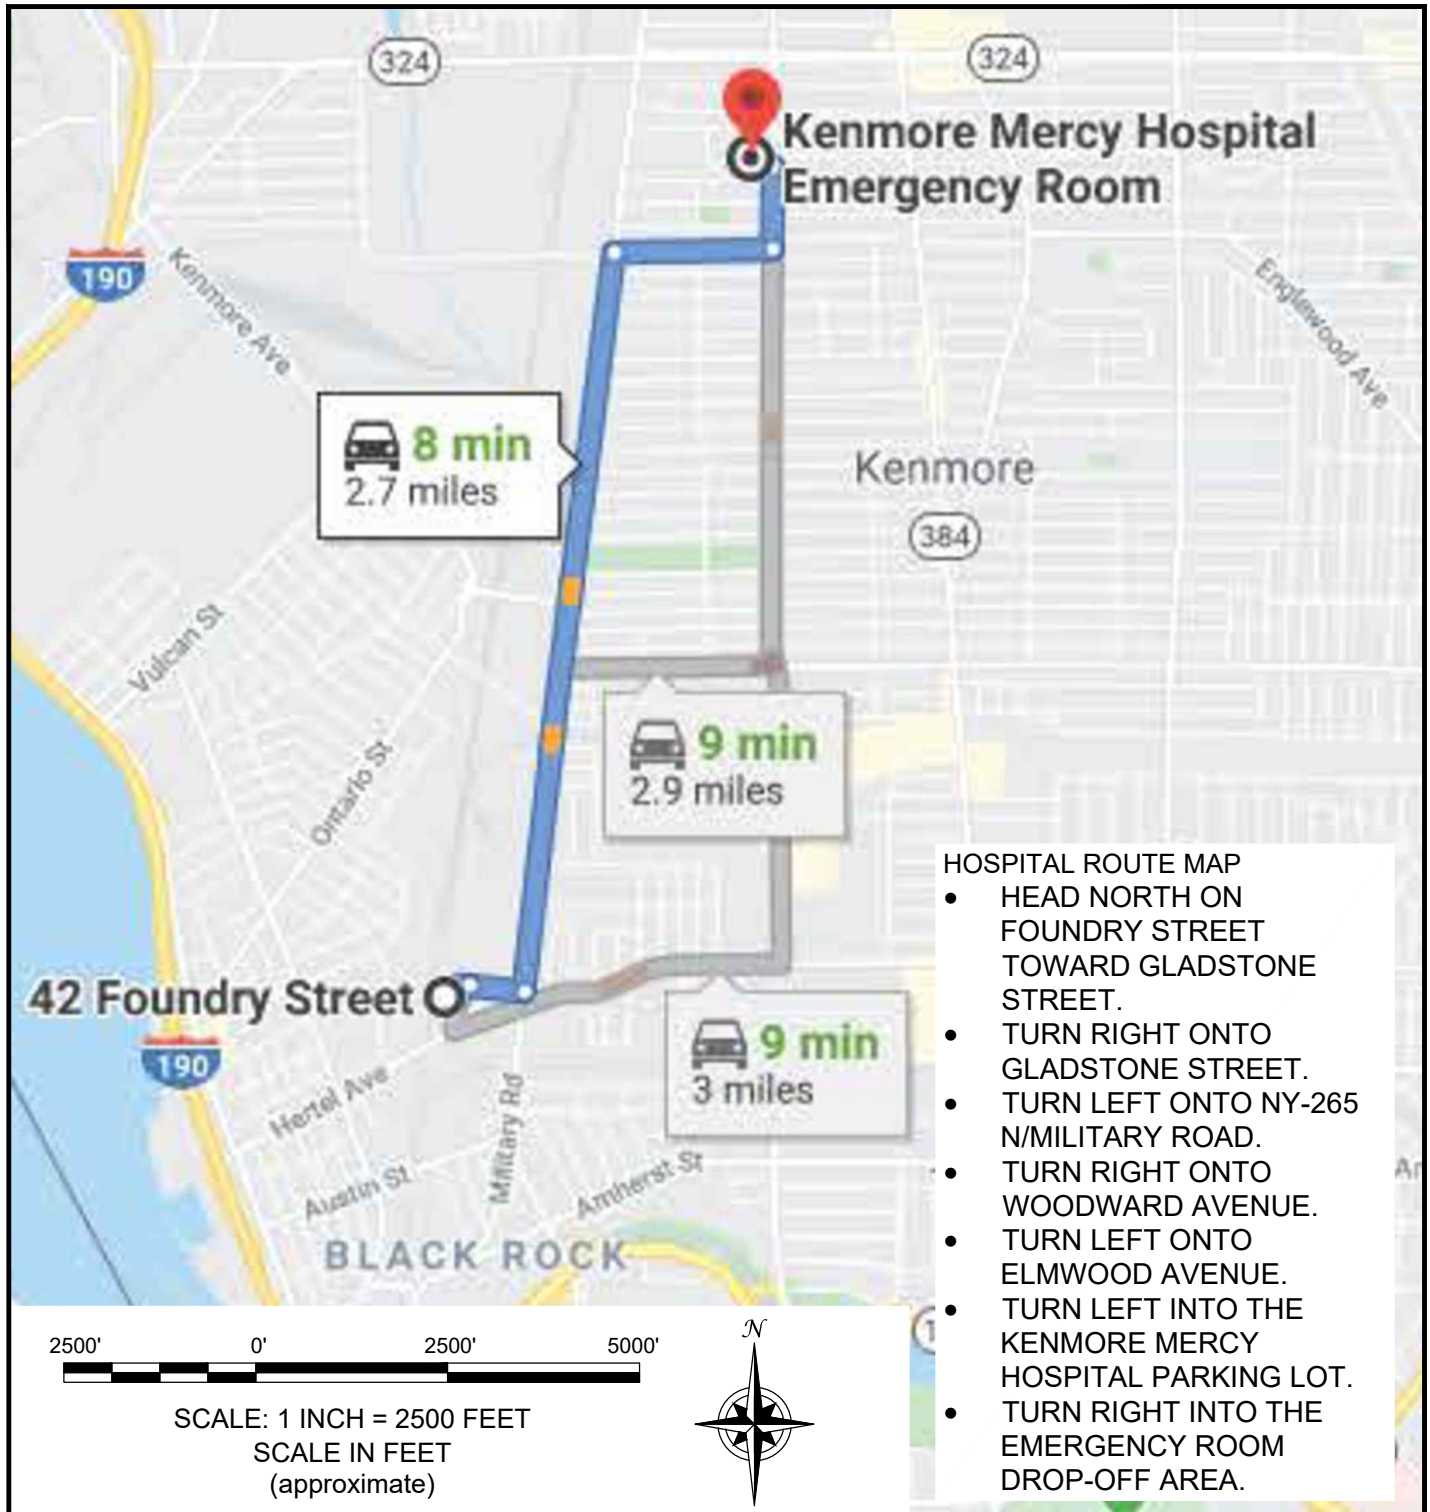 324
324
Kenmore Mercy Hospital
Emergency Room
190
Kenmore Ave
Englewood Ave
8 min
2.7 miles
Kenmore
384
Vulcan St
9 min
2.9 miles
Ontario St
42 Foundry Street
190
9 min
3 miles
Hertel Ave
Military Rd
Austin St
Amherst St
BLACK ROCK
HOSPITAL ROUTE MAP
• HEAD NORTH ON
FOUNDRY STREET
TOWARD GLADSTONE
STREET.
• TURN RIGHT ONTO
GLADSTONE STREET.
• TURN LEFT ONTO NY-265
N/MILITARY ROAD.
• TURN RIGHT ONTO
WOODWARD AVENUE.
• TURN LEFT ONTO
ELMWOOD AVENUE.
• TURN LEFT INTO THE
KENMORE MERCY
HOSPITAL PARKING LOT.
• TURN RIGHT INTO THE
EMERGENCY ROOM
DROP-OFF AREA.
2500' 0' 2500' 5000'
SCALE: 1 INCH = 2500 FEET
SCALE IN FEET
(approximate)
N